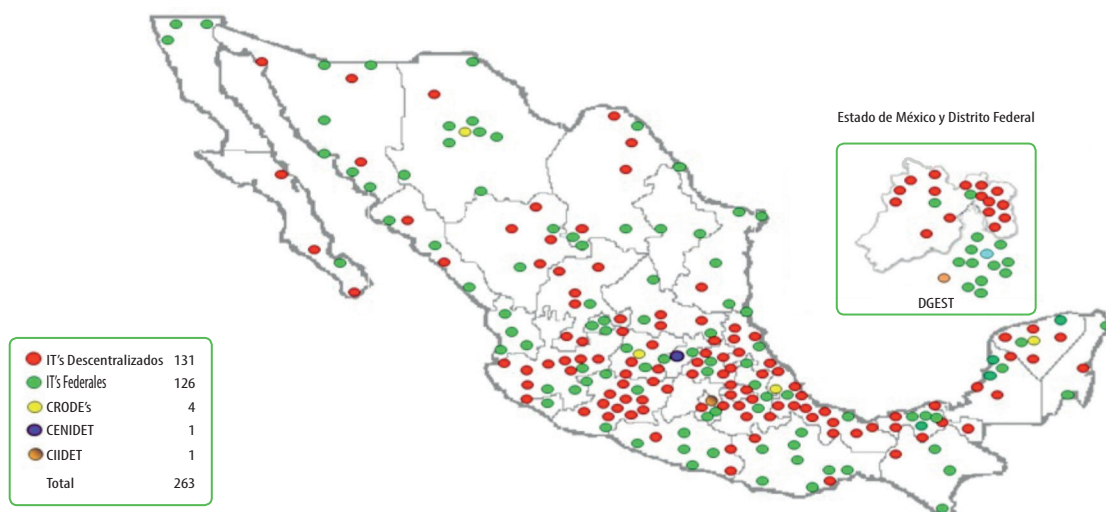 Estado de México y Distrito Federal
DGEST
IT's Descentralizados 131
IT's Federales 126
CRODE's 4
CENIDET 1
CIIDET 1
Total 263